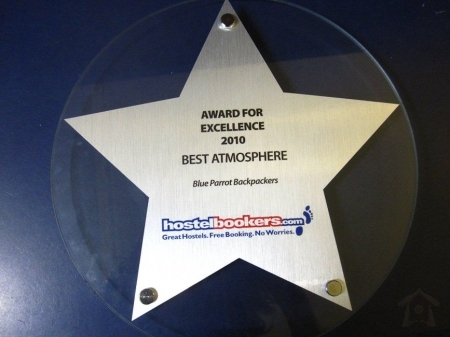 AWARD FOR
EXCELLENCE
2010
BEST ATMOSPHERE
Blue Parrot Backpackers
hostelbookers.com
Great Hostels. Free Booking. No Worries.